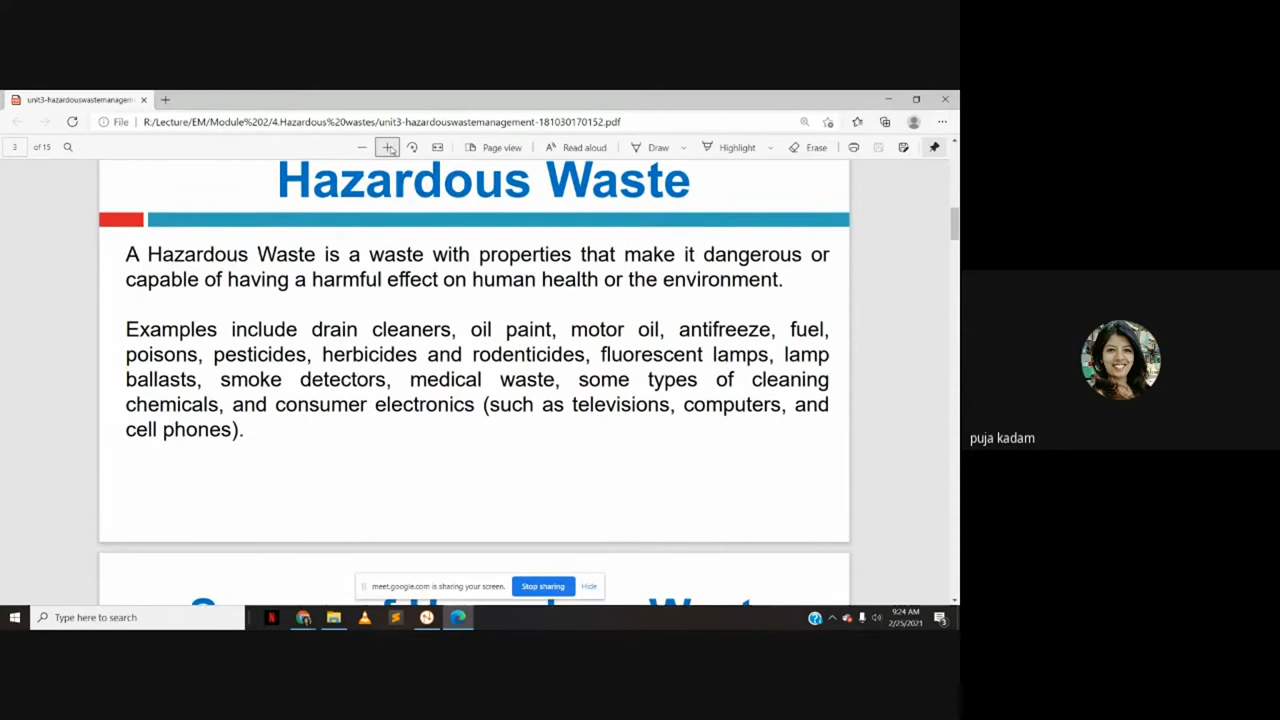 unit3-hazardouswastemanagem
File
R:/Lecture/EM/Module%202/4.Hazardous%20wastes/unit3-hazardouswastemanagement-181030170152.pdf
3 of 15
Page view
Read aloud
Draw
Highlight
Erase
Hazardous Waste
A Hazardous Waste is a waste with properties that make it dangerous or
capable of having a harmful effect on human health or the environment.
Examples include drain cleaners, oil paint, motor oil, antifreeze, fuel,
poisons, pesticides, herbicides and rodenticides, fluorescent lamps, lamp
ballasts, smoke detectors, medical waste, some types of cleaning
chemicals, and consumer electronics (such as televisions, computers, and
cell phones).
puja kadam
meet.google.com is sharing your screen.
Stop sharing
Hide
Type here to search
9:24 AM
2/25/2021